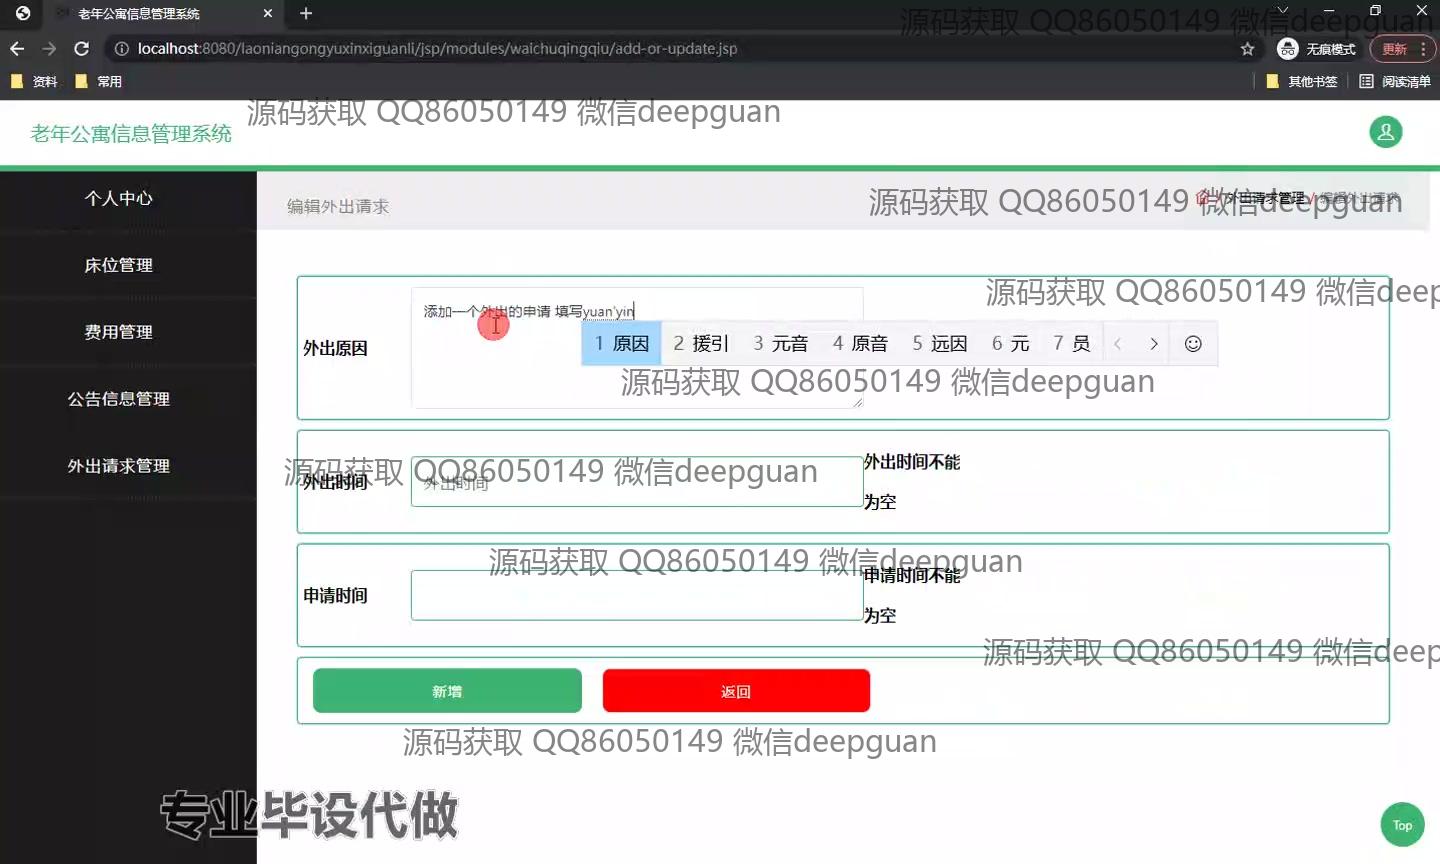 老年公寓信息管理系统
源码获取 QQ86050149 微信deepguan
localhost:8080/laoniangongyuxinxiguanli/jsp/modules/waichuqingqiu/add-or-update.jsp
无痕模式
更新
资料
常用
其他书签
阅读清单
源码获取 QQ86050149 微信deepguan
老年公寓信息管理系统
个人中心
床位管理
费用管理
公告信息管理
外出请求管理
编辑外出请求
源码获取 QQ86050149 微信deepguan
外出请求管理 / 编辑外出请求
源码获取 QQ86050149 微信deep
外出原因
添加一个外出的申请 填写yuan'yin
1 原因 2 援引 3 元音 4 原音 5 远因 6 元 7 员
源码获取 QQ86050149 微信deepguan
源码获取 QQ86050149 微信deepguan
外出时间
外出时间
外出时间不能
为空
源码获取 QQ86050149 微信deepguan
申请时间
申请时间不能
为空
源码获取 QQ86050149 微信deep
新增
返回
源码获取 QQ86050149 微信deepguan
专业毕设代做
Top